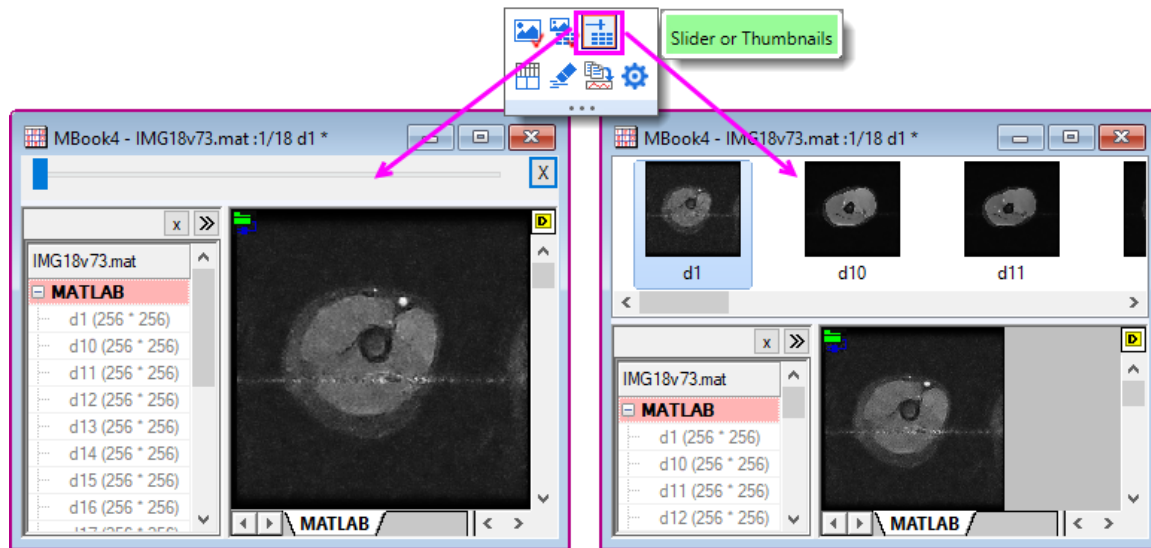 Slider or Thumbnails
MBook4 - IMG18v73.mat :1/18 d1 *
X
x
IMG18v73.mat
MATLAB
d1 (256 * 256)
d10 (256 * 256)
d11 (256 * 256)
d12 (256 * 256)
d13 (256 * 256)
d14 (256 * 256)
d15 (256 * 256)
d16 (256 * 256)
d17 (256 * 256)
D
MATLAB
MBook4 - IMG18v73.mat :1/18 d1 *
d1 d10 d11
x
IMG18v73.mat
MATLAB
d1 (256 * 256)
d10 (256 * 256)
d11 (256 * 256)
d12 (256 * 256)
D
MATLAB